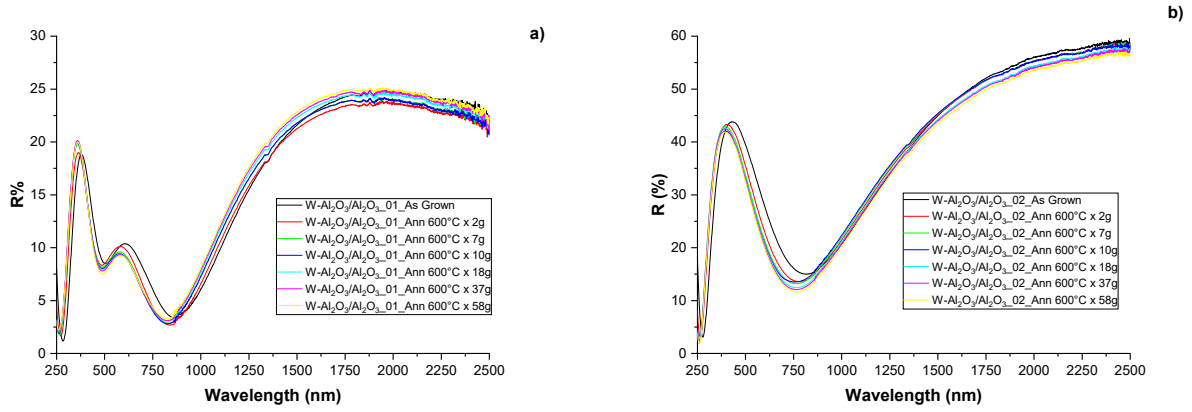 a)
30
25
20
15
10
5
0
R%
W-Al₂O₃/Al₂O₃_01_As Grown
W-Al₂O₃/Al₂O₃_01_Ann 600°C x 2g
W-Al₂O₃/Al₂O₃_01_Ann 600°C x 7g
W-Al₂O₃/Al₂O₃_01_Ann 600°C x 10g
W-Al₂O₃/Al₂O₃_01_Ann 600°C x 18g
W-Al₂O₃/Al₂O₃_01_Ann 600°C x 37g
W-Al₂O₃/Al₂O₃_01_Ann 600°C x 58g
250 500 750 1000 1250 1500 1750 2000 2250 2500
Wavelength (nm)
b)
60
50
40
30
20
10
0
R (%)
W-Al₂O₃/Al₂O₃_02_As Grown
W-Al₂O₃/Al₂O₃_02_Ann 600°C x 2g
W-Al₂O₃/Al₂O₃_02_Ann 600°C x 7g
W-Al₂O₃/Al₂O₃_02_Ann 600°C x 10g
W-Al₂O₃/Al₂O₃_02_Ann 600°C x 18g
W-Al₂O₃/Al₂O₃_02_Ann 600°C x 37g
W-Al₂O₃/Al₂O₃_02_Ann 600°C x 58g
250 500 750 1000 1250 1500 1750 2000 2250 2500
Wavelength (nm)